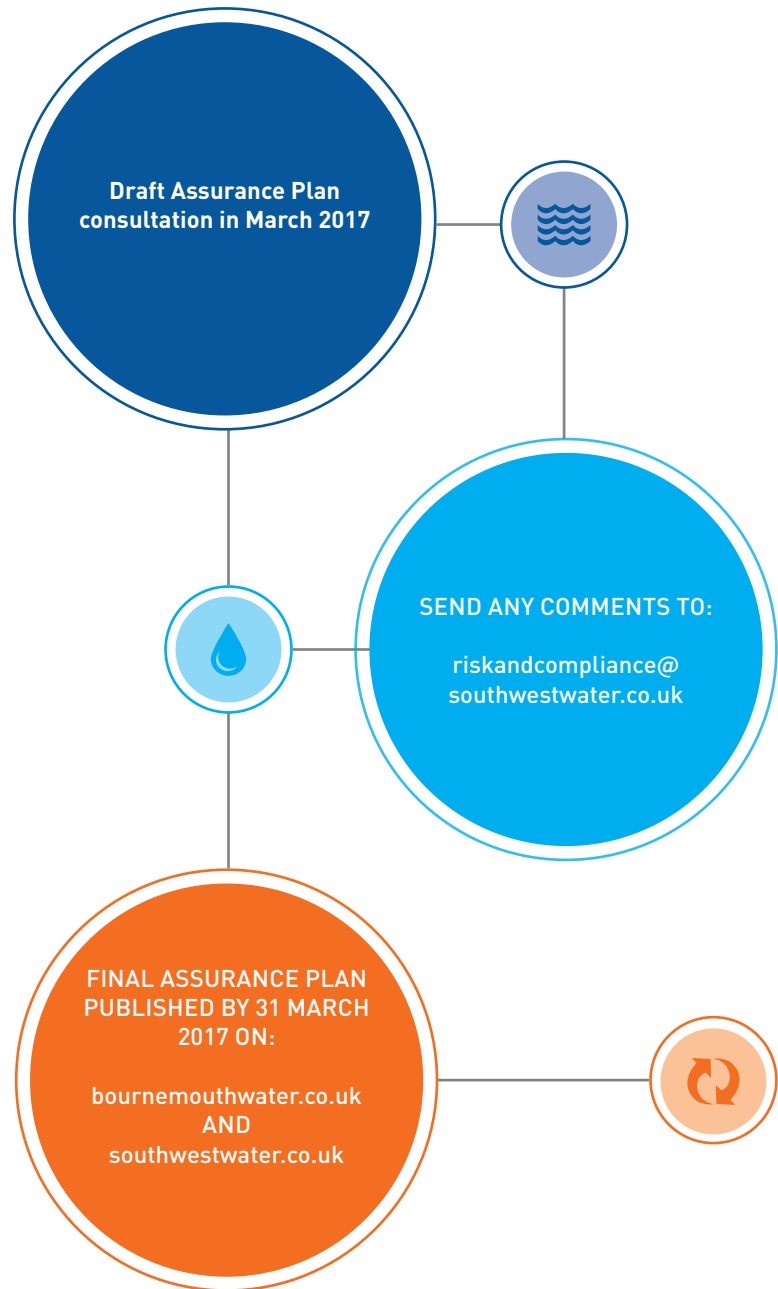 Draft Assurance Plan
consultation in March 2017
SEND ANY COMMENTS TO:
riskandcompliance@
southwestwater.co.uk
FINAL ASSURANCE PLAN
PUBLISHED BY 31 MARCH
2017 ON:
bournemouthwater.co.uk
AND
southwestwater.co.uk